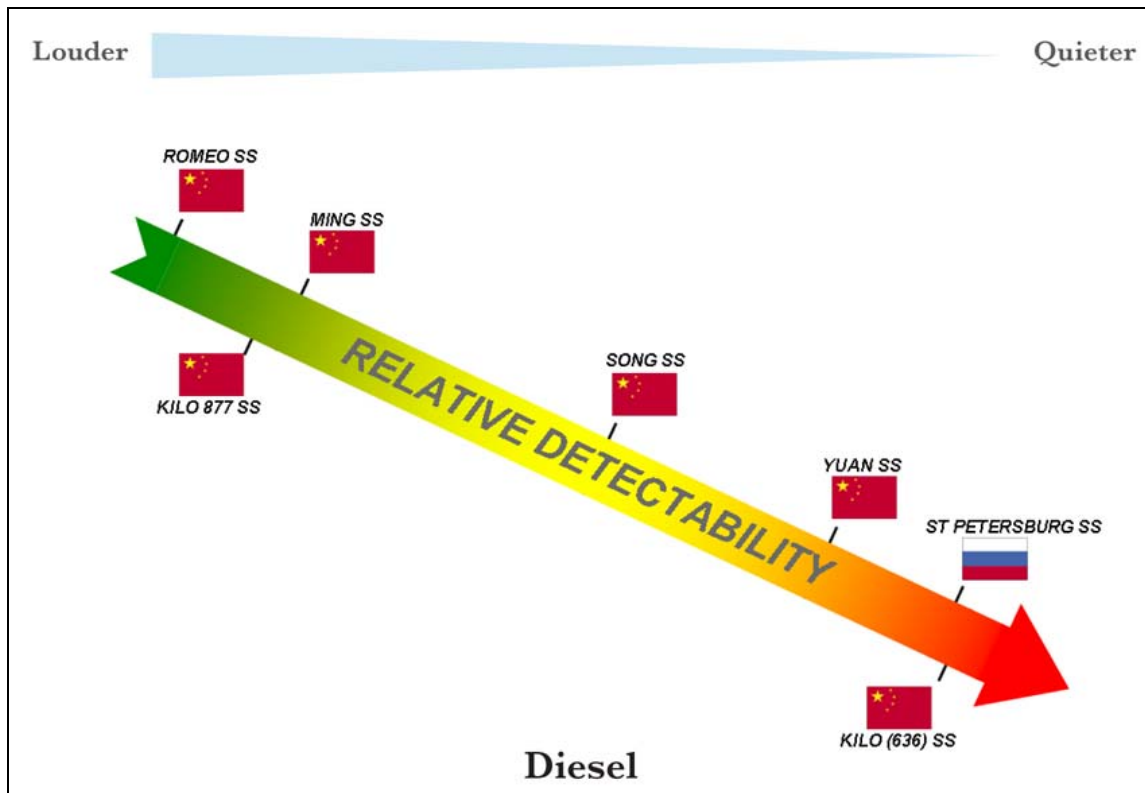 Louder
Quieter
ROMEO SS
MING SS
KILO 877 SS
SONG SS
RELATIVE DETECTABILITY
YUAN SS
ST PETERSBURG SS
KILO (636) SS
Diesel